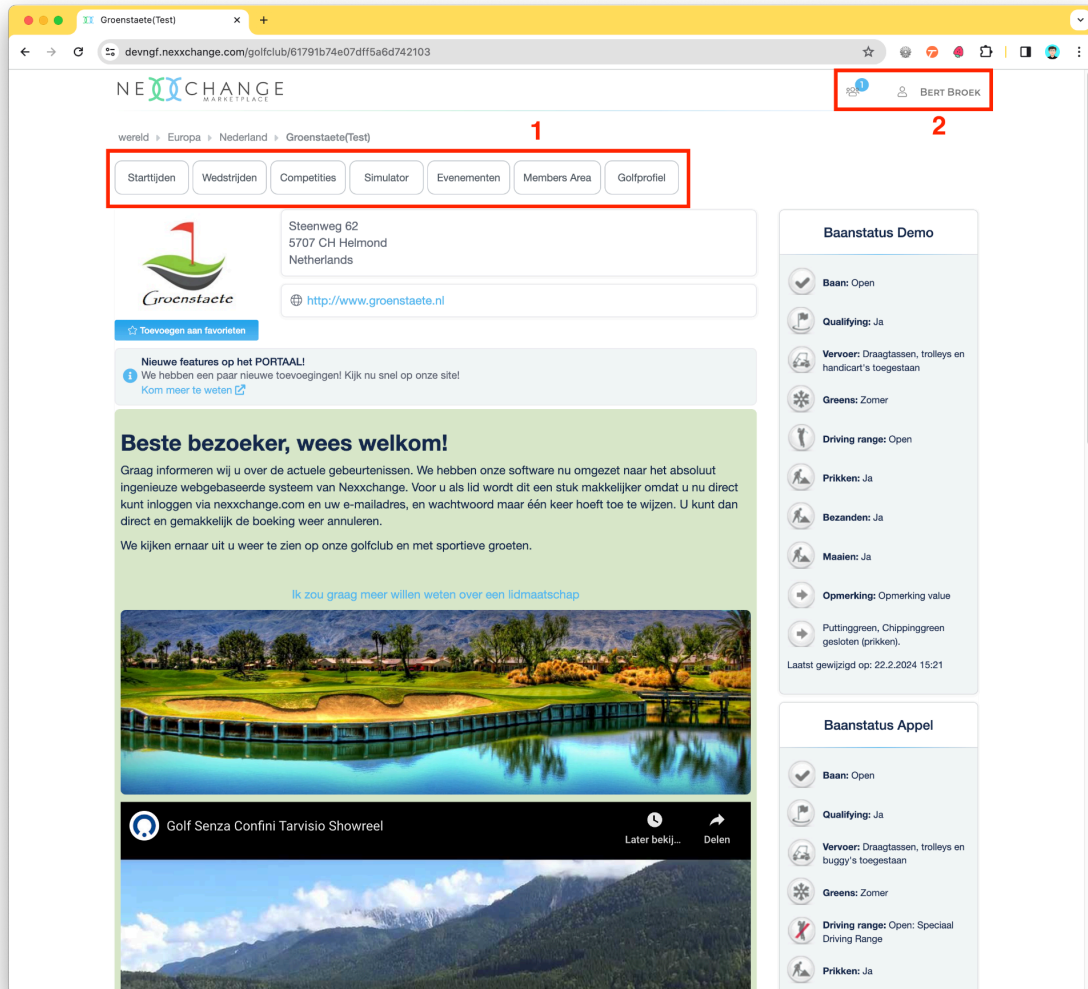 Groenstaete(Test)
devngf.nexxchange.com/golfclub/61791b74e07dff5a6d742103
NEXXCHANGE
MARKETPLACE
1
BERT BROEK
2
wereld Europa Nederland Groenstaete(Test)
1
Starttijden Wedstrijden Competities Simulator Evenementen Members Area Golfprofiel
Groenstaete
Toevoegen aan favorieten
Steenweg 62
5707 CH Helmond
Netherlands
http://www.groenstaete.nl
Nieuwe features op het PORTAAL!
We hebben een paar nieuwe toevoegingen! Kijk nu snel op onze site!
Kom meer te weten
Beste bezoeker, wees welkom!
Graag informeren wij u over de actuele gebeurtenissen. We hebben onze software nu omgezet naar het absoluut
ingenieuze webgebaseerde systeem van Nexxchange. Voor u als lid wordt dit een stuk makkelijker omdat u nu direct
kunt inloggen via nexxchange.com en uw e-mailadres, en wachtwoord maar één keer hoeft toe te wijzen. U kunt dan
direct en gemakkelijk de boeking weer annuleren.
We kijken ernaar uit u weer te zien op onze golfclub en met sportieve groeten.
Ik zou graag meer willen weten over een lidmaatschap
Golf Senza Confini Tarvisio Showreel
Later bekij...
Delen
Baanstatus Demo
Baan: Open
Qualifying: Ja
Vervoer: Draagtassen, trolleys en
handicart's toegestaan
Greens: Zomer
Driving range: Open
Prikken: Ja
Bezanden: Ja
Maaien: Ja
Opmerking: Opmerking value
Puttinggreen, Chippinggreen
gesloten (prikken).
Laatst gewijzigd op: 22.2.2024 15:21
Baanstatus Appel
Baan: Open
Qualifying: Ja
Vervoer: Draagtassen, trolleys en
buggy's toegestaan
Greens: Zomer
Driving range: Open: Speciaal
Driving Range
Prikken: Ja